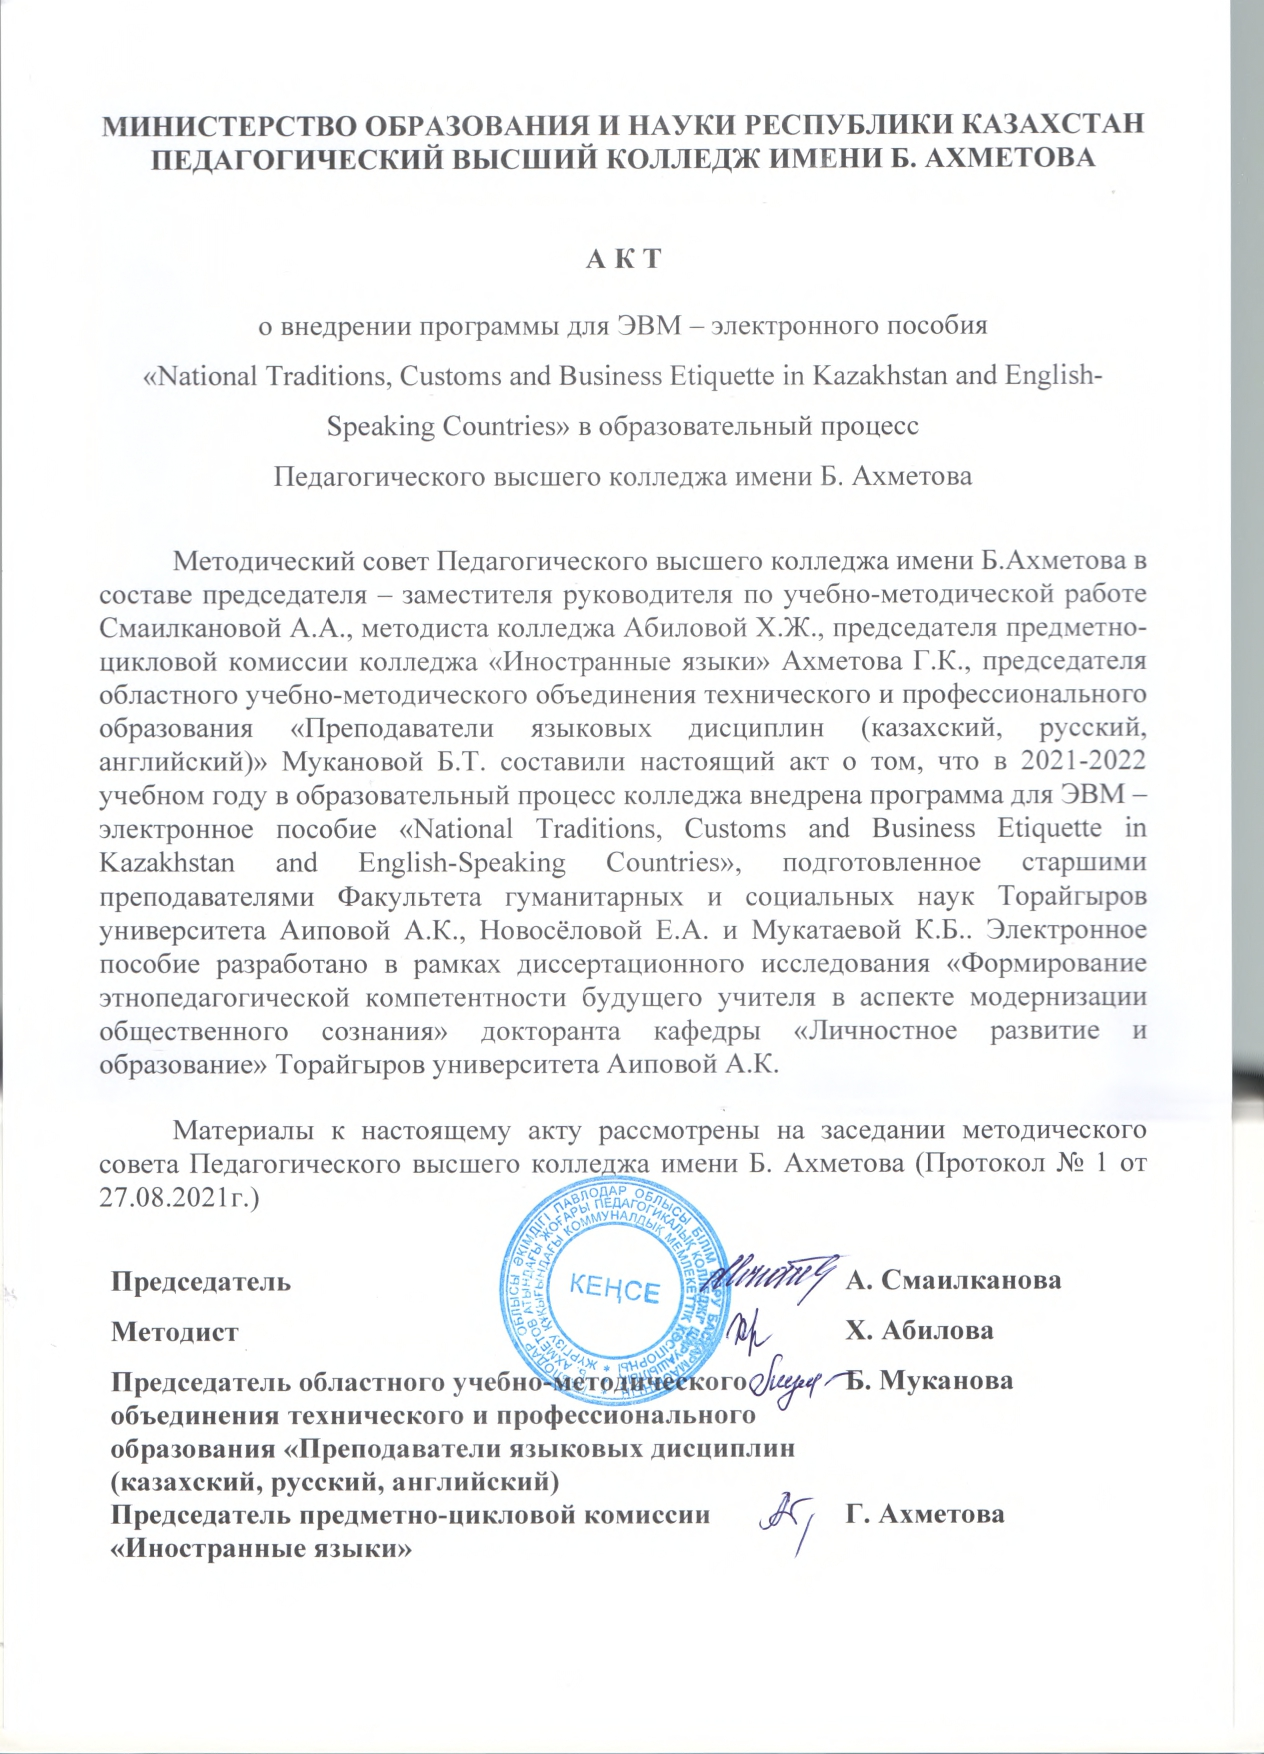 МИНИСТЕРСТВО ОБРАЗОВАНИЯ И НАУКИ РЕСПУБЛИКИ КАЗАХСТАН
ПЕДАГОГИЧЕСКИЙ ВЫСШИЙ КОЛЛЕДЖ ИМЕНИ Б. АХМЕТОВА
А К Т
о внедрении программы для ЭВМ – электронного пособия
«National Traditions, Customs and Business Etiquette in Kazakhstan and English-
Speaking Countries» в образовательный процесс
Педагогического высшего колледжа имени Б. Ахметова
Методический совет Педагогического высшего колледжа имени Б.Ахметова в
составе председателя – заместителя руководителя по учебно-методической работе
Смаилкановой А.А., методиста колледжа Абиловой Х.Ж., председателя предметно-
цикловой комиссии колледжа «Иностранные языки» Ахметова Г.К., председателя
областного учебно-методического объединения технического и профессионального
образования «Преподаватели языковых дисциплин (казахский, русский,
английский)» Мукановой Б.Т. составили настоящий акт о том, что в 2021-2022
учебном году в образовательный процесс колледжа внедрена программа для ЭВМ –
электронное пособие «National Traditions, Customs and Business Etiquette in
Kazakhstan and English-Speaking Countries», подготовленное старшими
преподавателями Факультета гуманитарных и социальных наук Торайгыров
университета Аиповой А.К., Новосёловой Е.А. и Мукатаевой К.Б.. Электронное
пособие разработано в рамках диссертационного исследования «Формирование
этнопедагогической компетентности будущего учителя в аспекте модернизации
общественного сознания» докторанта кафедры «Личностное развитие и
образование» Торайгыров университета Аиповой А.К.
Материалы к настоящему акту рассмотрены на заседании методического
совета Педагогического высшего колледжа имени Б. Ахметова (Протокол № 1 от
27.08.2021г.)
КЕҢСЕ
Председатель А. Смаилканова
Методист Х. Абилова
Председатель областного учебно-методического Б. Муканова
объединения технического и профессионального
образования «Преподаватели языковых дисциплин
(казахский, русский, английский)
Председатель предметно-цикловой комиссии Г. Ахметова
«Иностранные языки»